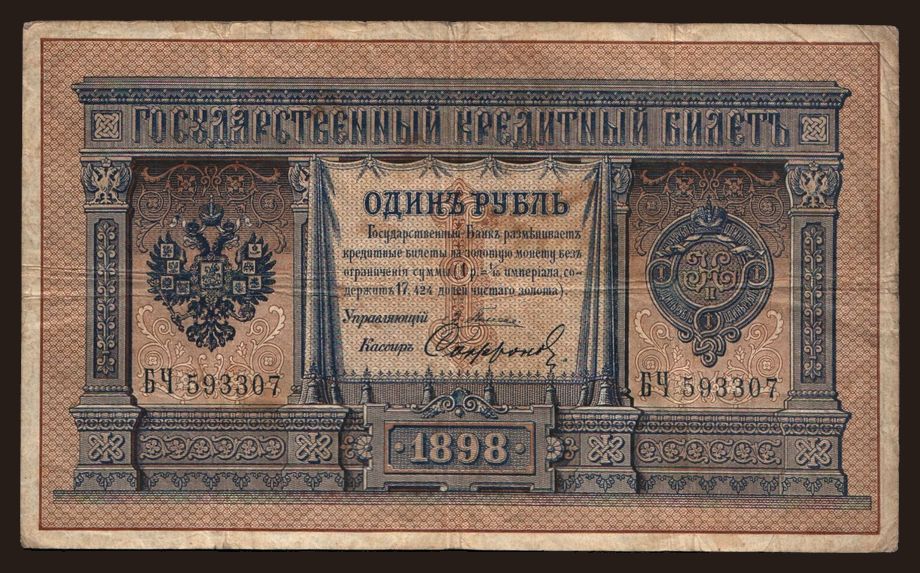 ГОСУДАРСТВЕННЫЙ КРЕДИТНЫЙ БИЛЕТЪ
ОДИНЪ РУБЛЬ
Государственный Банкъ размѣниваетъ
кредитные билеты на золотую монету безъ
ограниченія суммы (1 р. = 1/15 имперіала, со-
держитъ 17,424 долей чистаго золота).
Управляющій
Кассиръ Сафроновъ
БЧ 593307
БЧ 593307
1898